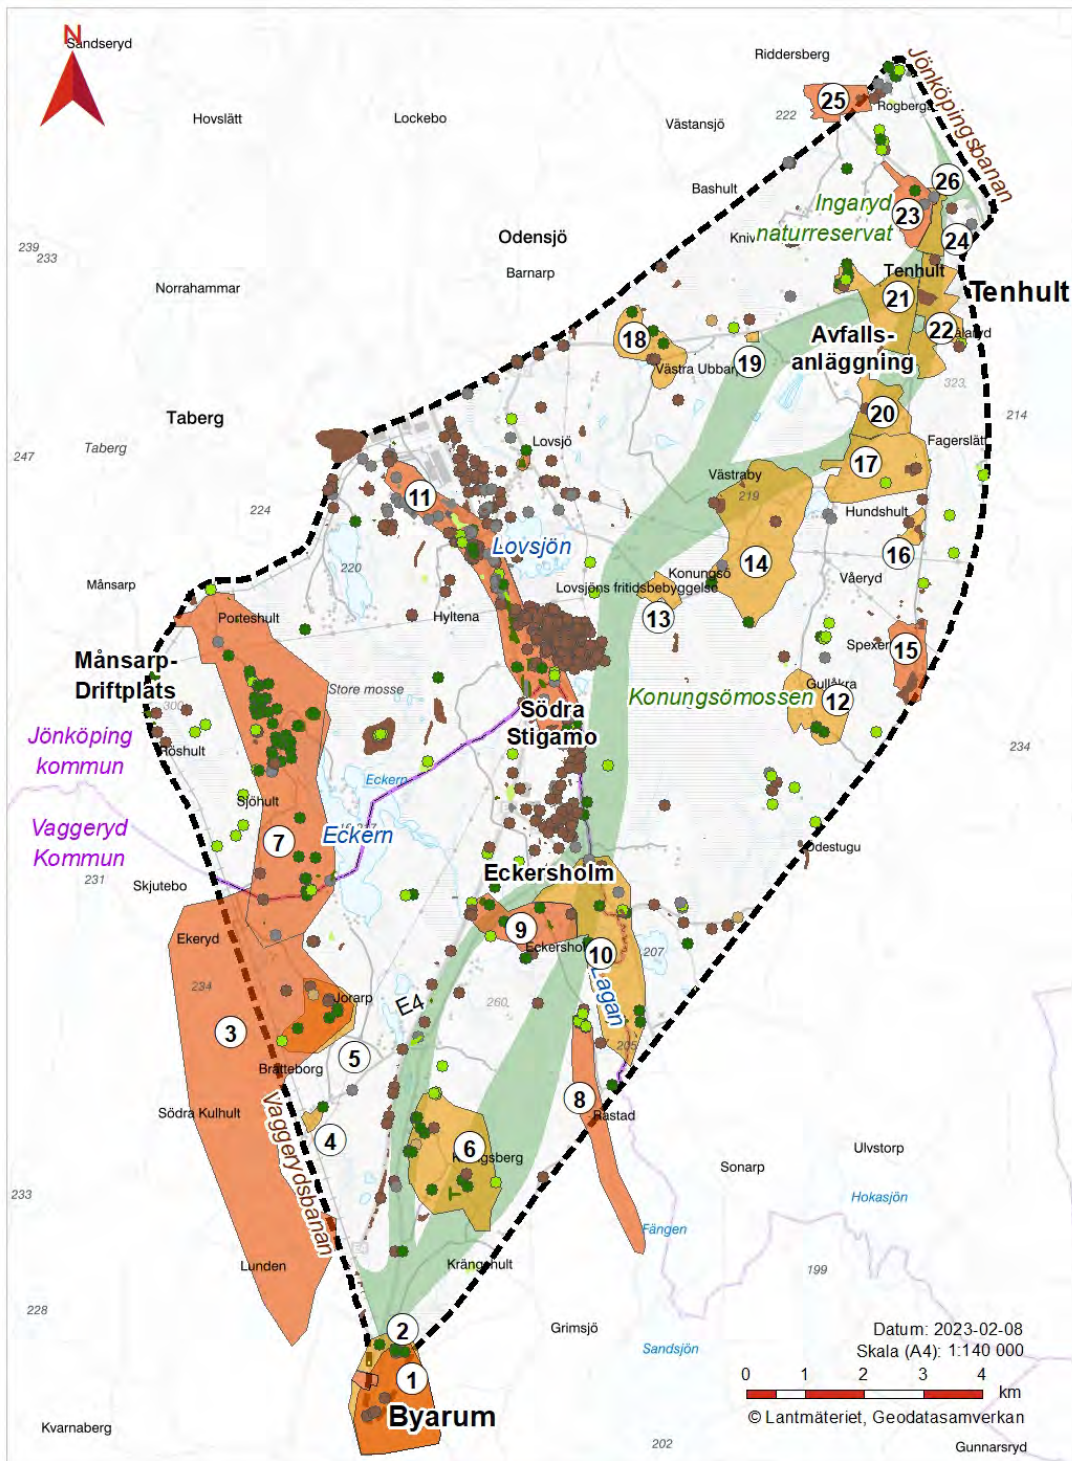 N
Sandseryd
Riddersberg
Jönköpingsbanan
25
Rogberga
222
Hovslätt
Lockebo
Västansjö
26
Bashult
Ingaryd
naturreservat
23
239
233
Odensjö
24
Barnarp
Tenhult
Tenhult
Norrahammar
21
22
18
Avfalls-
anläggning
Västra Ubbarp
19
323
Taberg
20
214
Taberg
Lovsjö
Fagerslätt
247
17
Västraby
11
219
224
Hundshult
Lovsjön
16
14
220
Konungsö
Våeryd
Månsarp
Lovsjöns fritidsbebyggelse
Porteshult
Hyltena
13
15
Månsarp-
Driftplats
Store mosse
Gullåkra
Konungsömossen
12
300
Södra
Stigamo
Jönköping
kommun
Röshult
234
Eckern
Sjöhult
Vaggeryd
Kommun
7
Eckern
Odestugu
231
Skjutebo
Eckersholm
9
Ekeryd
10
207
234
Jorarp
260
E4
Lagan
3
205
5
Bratteborg
8
Södra Kulhult
Råstad
4
6
Ulvstorp
Vaggerydsbanan
Sonarp
233
Hokasjön
Fängen
Lunden
Krängshult
199
228
Grimsjö
2
Datum: 2023-02-08
Skala (A4): 1:140 000
Sandsjön
1
0 1 2 3 4
km
Byarum
© Lantmäteriet, Geodatasamverkan
Kvarnaberg
202
Gunnarsryd